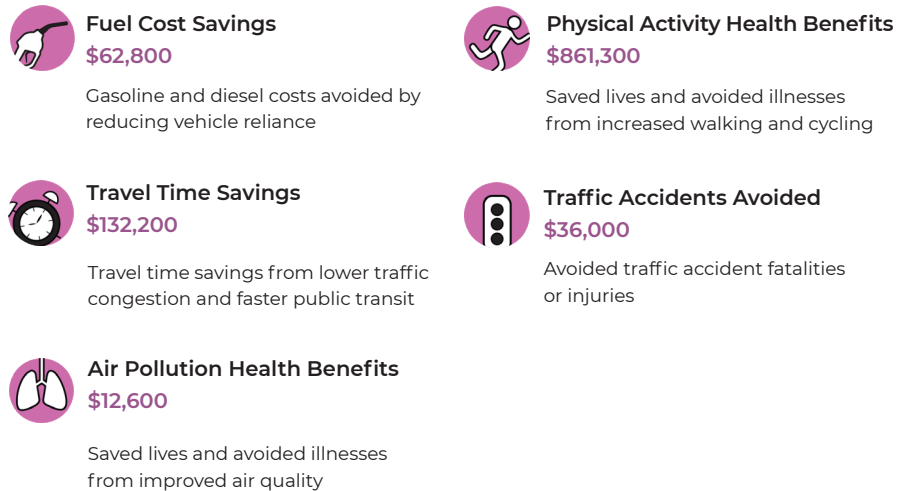 Fuel Cost Savings
$62,800
Gasoline and diesel costs avoided by
reducing vehicle reliance
Travel Time Savings
$132,200
Travel time savings from lower traffic
congestion and faster public transit
Air Pollution Health Benefits
$12,600
Saved lives and avoided illnesses
from improved air quality
Physical Activity Health Benefits
$861,300
Saved lives and avoided illnesses
from increased walking and cycling
Traffic Accidents Avoided
$36,000
Avoided traffic accident fatalities
or injuries